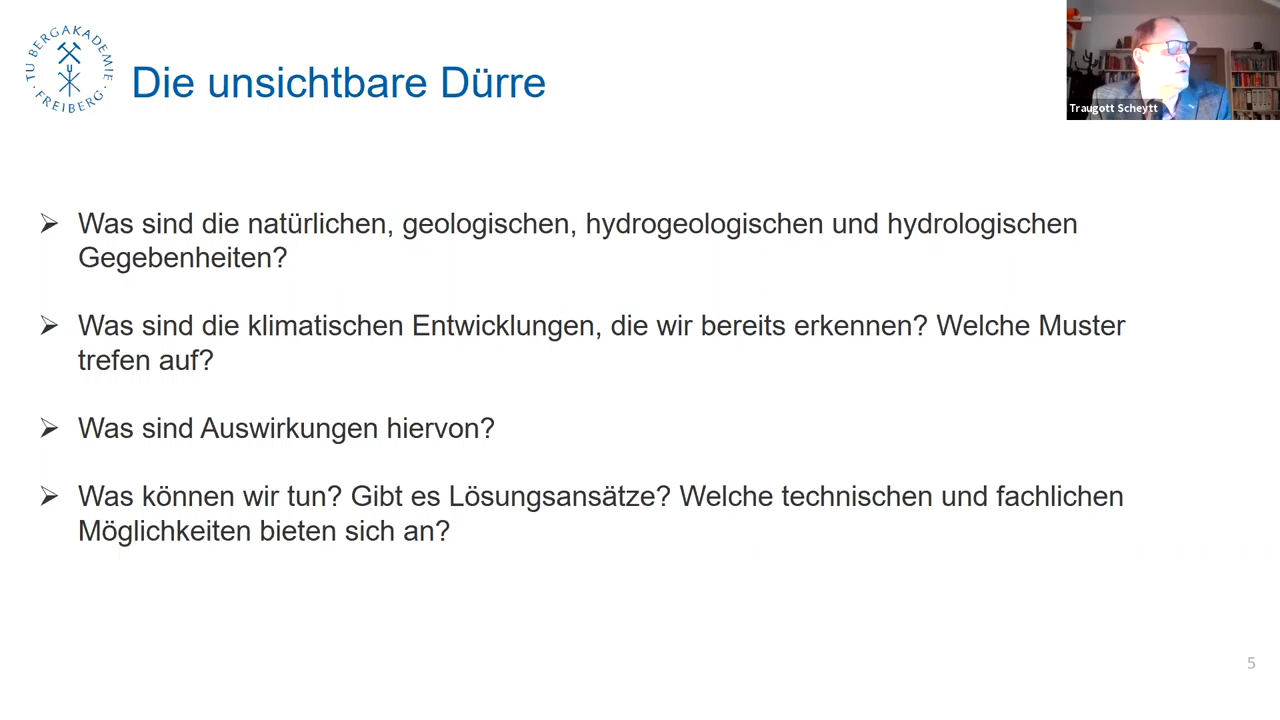 TU BERGAKADEMIE
FREIBERG
Die unsichtbare Dürre
Traugott Scheytt
Was sind die natürlichen, geologischen, hydrogeologischen und hydrologischen
Gegebenheiten?
Was sind die klimatischen Entwicklungen, die wir bereits erkennen? Welche Muster
trefen auf?
Was sind Auswirkungen hiervon?
Was können wir tun? Gibt es Lösungsansätze? Welche technischen und fachlichen
Möglichkeiten bieten sich an?
5